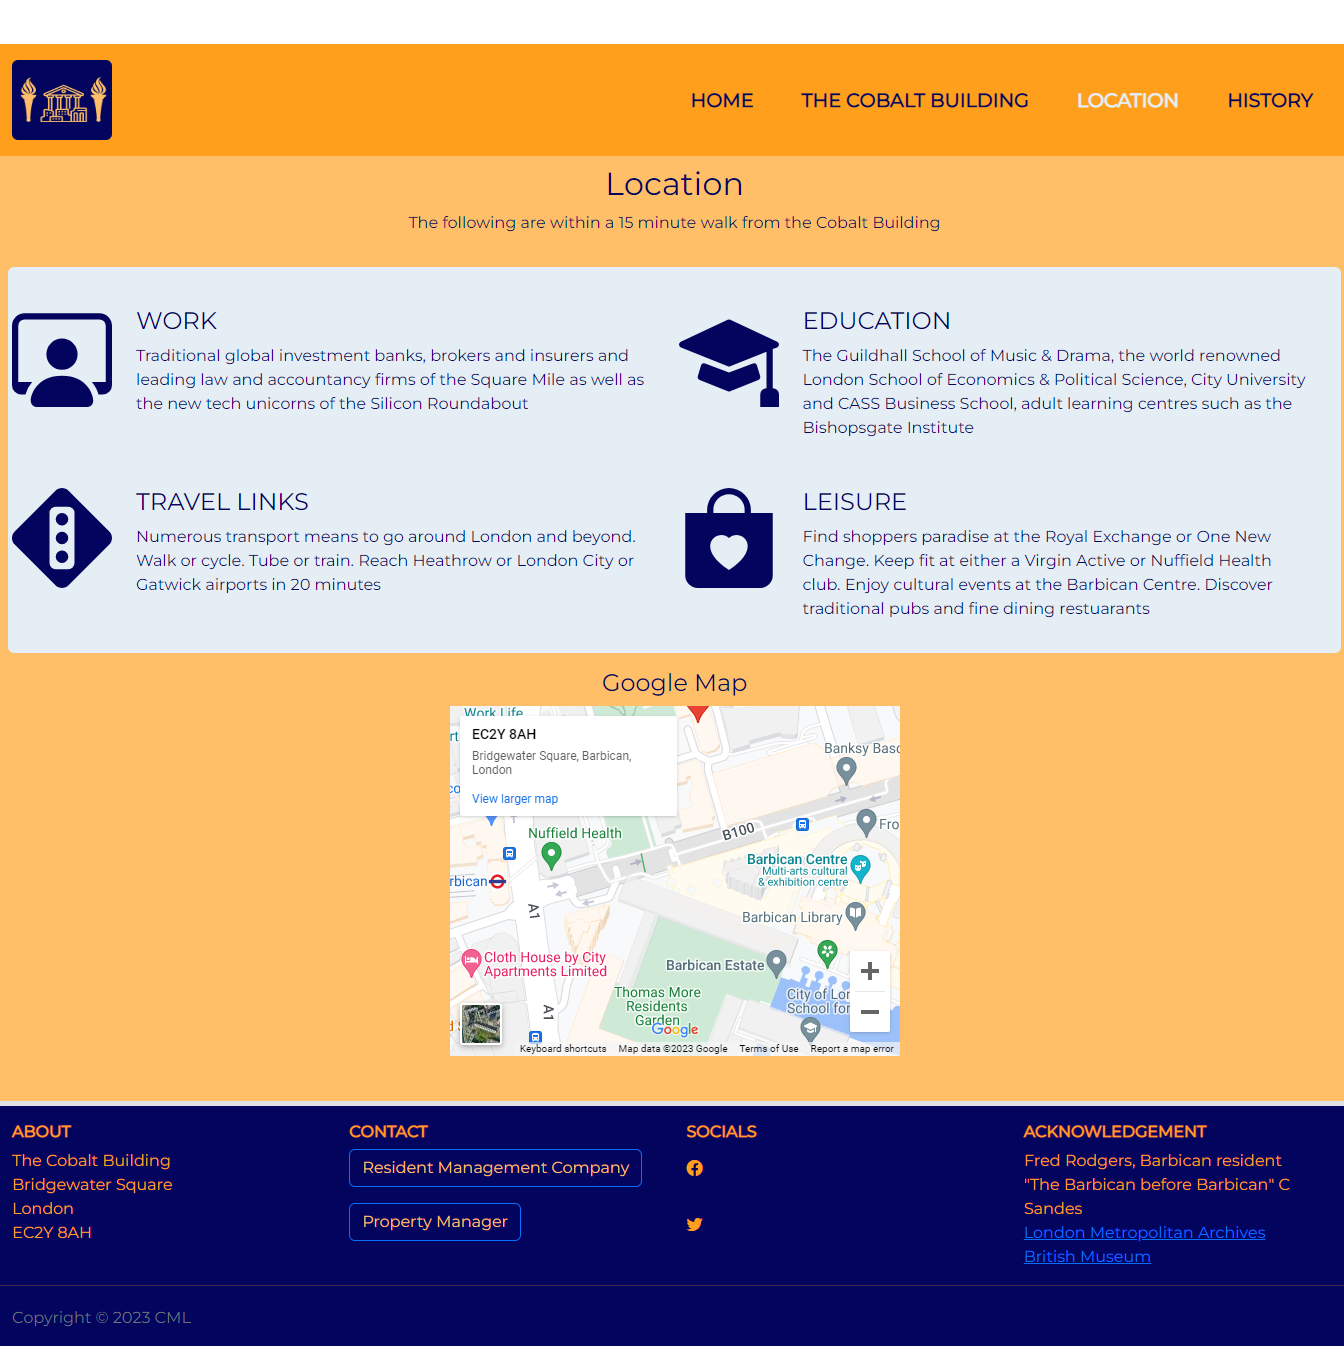 HOME
THE COBALT BUILDING
LOCATION
HISTORY
Location
The following are within a 15 minute walk from the Cobalt Building
WORK
Traditional global investment banks, brokers and insurers and
leading law and accountancy firms of the Square Mile as well as
the new tech unicorns of the Silicon Roundabout
EDUCATION
The Guildhall School of Music & Drama, the world renowned
London School of Economics & Political Science, City University
and CASS Business School, adult learning centres such as the
Bishopsgate Institute
TRAVEL LINKS
Numerous transport means to go around London and beyond.
Walk or cycle. Tube or train. Reach Heathrow or London City or
Gatwick airports in 20 minutes
LEISURE
Find shoppers paradise at the Royal Exchange or One New
Change. Keep fit at either a Virgin Active or Nuffield Health
club. Enjoy cultural events at the Barbican Centre. Discover
traditional pubs and fine dining restuarants
Google Map
Work Life
EC2Y 8AH
Bridgewater Square, Barbican,
London
View larger map
Banksy Basq
Nuffield Health
B100
Fro
Barbican Centre
Multi-arts cultural
& exhibition centre
rbican
A1
Barbican Library
Cloth House by City
Apartments Limited
Barbican Estate
Thomas More
Residents
Garden
City of Lor
School for
A1
Google
Keyboard shortcuts
Map data ©2023 Google
Terms of Use
Report a map error
ABOUT
The Cobalt Building
Bridgewater Square
London
EC2Y 8AH
CONTACT
Resident Management Company
Property Manager
SOCIALS
ACKNOWLEDGEMENT
Fred Rodgers, Barbican resident
"The Barbican before Barbican" C
Sandes
London Metropolitan Archives
British Museum
Copyright © 2023 CML